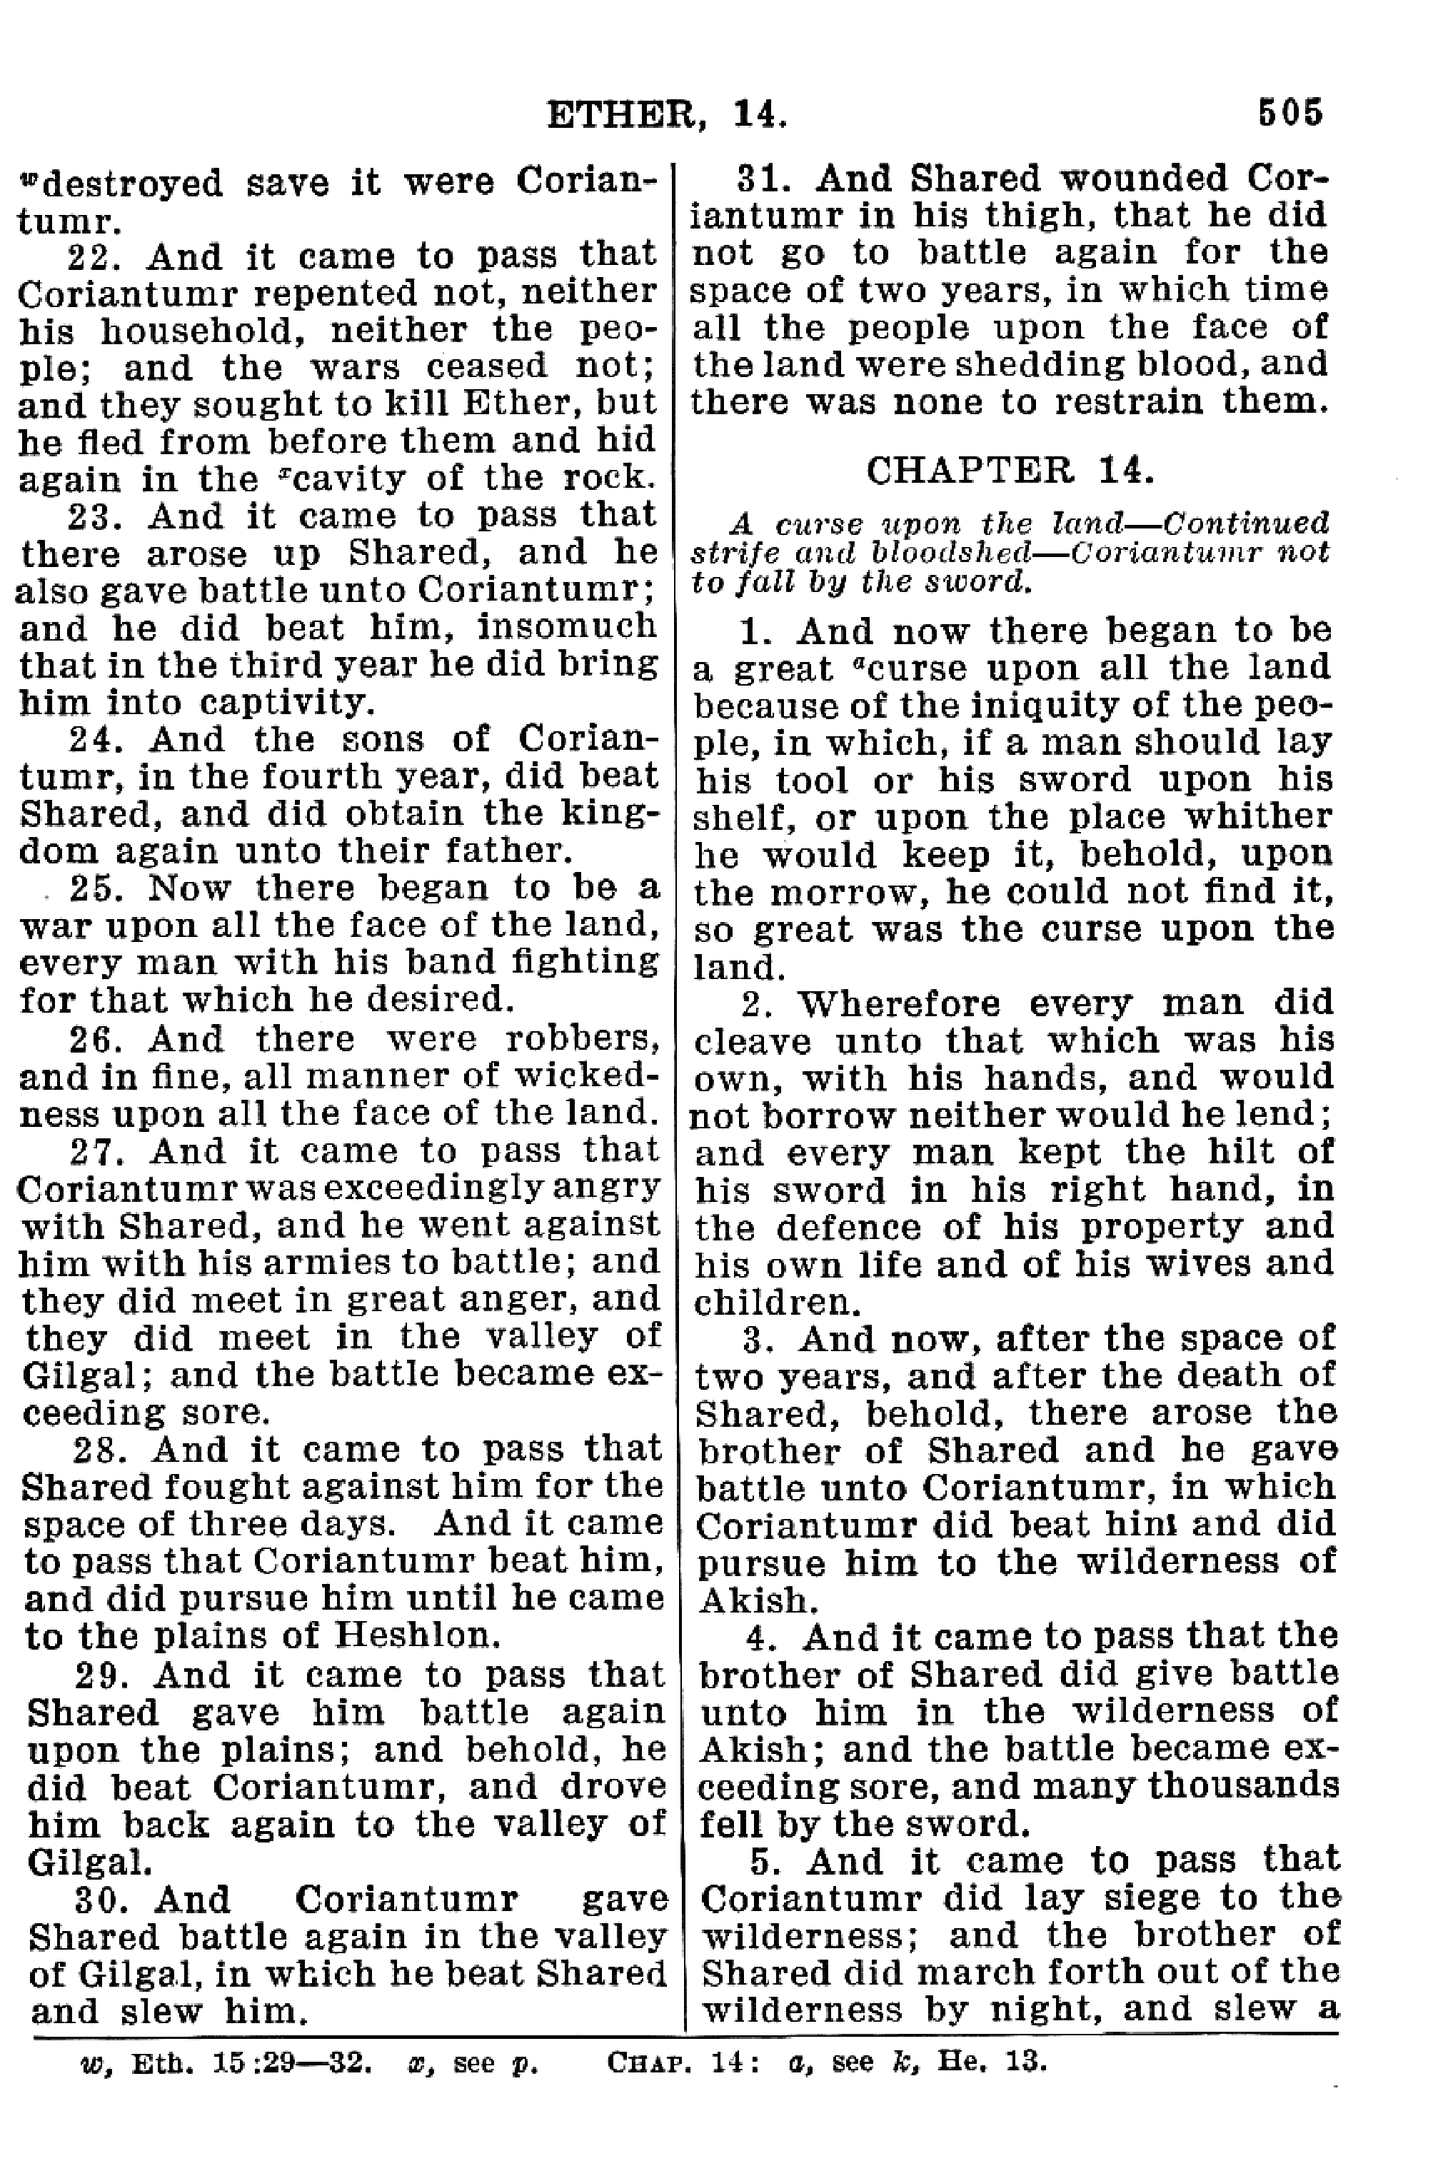 ETHER, 14. 505
wdestroyed save it were Corian-
tumr.
22. And it came to pass that
Coriantumr repented not, neither
his household, neither the peo-
ple; and the wars ceased not;
and they sought to kill Ether, but
he fled from before them and hid
again in the xcavity of the rock.
23. And it came to pass that
there arose up Shared, and he
also gave battle unto Coriantumr;
and he did beat him, insomuch
that in the third year he did bring
him into captivity.
24. And the sons of Corian-
tumr, in the fourth year, did beat
Shared, and did obtain the king-
dom again unto their father.
25. Now there began to be a
war upon all the face of the land,
every man with his band fighting
for that which he desired.
26. And there were robbers,
and in fine, all manner of wicked-
ness upon all the face of the land.
27. And it came to pass that
Coriantumr was exceedingly angry
with Shared, and he went against
him with his armies to battle; and
they did meet in great anger, and
they did meet in the valley of
Gilgal; and the battle became ex-
ceeding sore.
28. And it came to pass that
Shared fought against him for the
space of three days. And it came
to pass that Coriantumr beat him,
and did pursue him until he came
to the plains of Heshlon.
29. And it came to pass that
Shared gave him battle again
upon the plains; and behold, he
did beat Coriantumr, and drove
him back again to the valley of
Gilgal.
30. And Coriantumr gave
Shared battle again in the valley
of Gilgal, in which he beat Shared
and slew him.
31. And Shared wounded Cor-
iantumr in his thigh, that he did
not go to battle again for the
space of two years, in which time
all the people upon the face of
the land were shedding blood, and
there was none to restrain them.
CHAPTER 14.
A curse upon the land—Continued
strife and bloodshed—Coriantumr not
to fall by the sword.
1. And now there began to be
a great acurse upon all the land
because of the iniquity of the peo-
ple, in which, if a man should lay
his tool or his sword upon his
shelf, or upon the place whither
he would keep it, behold, upon
the morrow, he could not find it,
so great was the curse upon the
land.
2. Wherefore every man did
cleave unto that which was his
own, with his hands, and would
not borrow neither would he lend;
and every man kept the hilt of
his sword in his right hand, in
the defence of his property and
his own life and of his wives and
children.
3. And now, after the space of
two years, and after the death of
Shared, behold, there arose the
brother of Shared and he gave
battle unto Coriantumr, in which
Coriantumr did beat him and did
pursue him to the wilderness of
Akish.
4. And it came to pass that the
brother of Shared did give battle
unto him in the wilderness of
Akish; and the battle became ex-
ceeding sore, and many thousands
fell by the sword.
5. And it came to pass that
Coriantumr did lay siege to the
wilderness; and the brother of
Shared did march forth out of the
wilderness by night, and slew a
w, Eth. 15:29—32. x, see p. CHAP. 14: a, see k, He. 13.